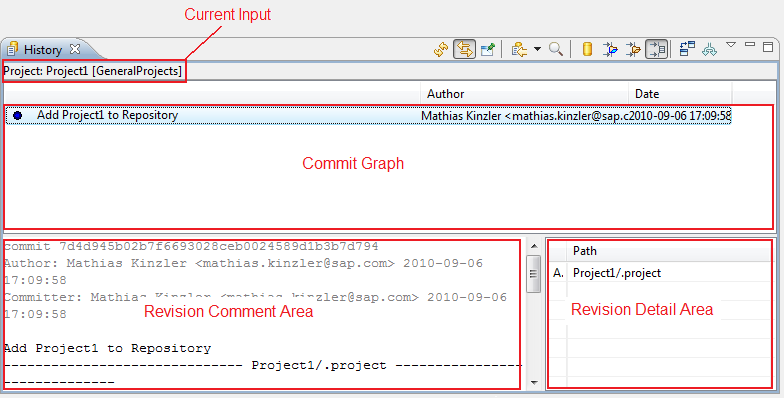 Current Input
History
Project: Project1 [GeneralProjects]
Author Date
Add Project1 to Repository Mathias Kinzler <mathias.kinzler@sap.c 2010-09-06 17:09:58
Commit Graph
commit 7d4d945b02b7f6693028ceb0024589d1b3b7d794
Author: Mathias Kinzler <mathias.kinzler@sap.com> 2010-09-06
17:09:58
Committer: Mathias Kinzler <mathias.kinzler@sap.com> 2010-09-06
17:09:58
Revision Comment Area
Add Project1 to Repository
------------------------------ Project1/.project ----------------
--------------
Path
A. Project1/.project
Revision Detail Area